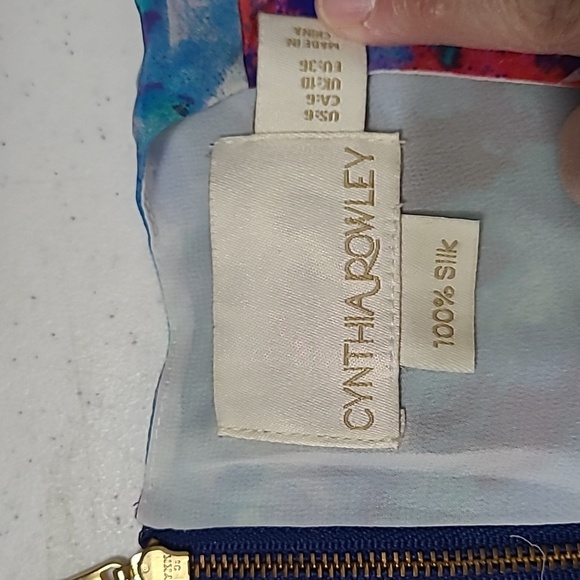 CYNTHIA ROWLEY
100% Silk
US:6
CA:6
UK:10
EU:36
MADE IN
CHINA